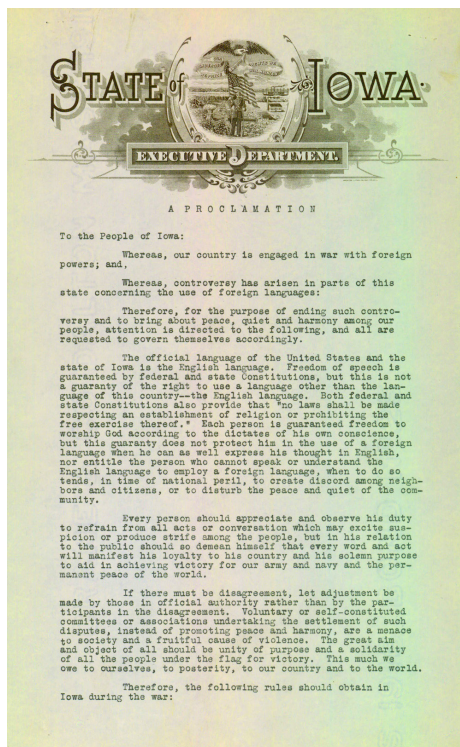 STATE of IOWA
EXECUTIVE DEPARTMENT.
A PROCLAMATION
To the People of Iowa:
Whereas, our country is engaged in war with foreign
powers; and,
Whereas, controversy has arisen in parts of this
state concerning the use of foreign languages:
Therefore, for the purpose of ending such contro-
versy and to bring about peace, quiet and harmony among our
people, attention is directed to the following, and all are
requested to govern themselves accordingly.
The official language of the United States and the
state of Iowa is the English language. Freedom of speech is
guaranteed by federal and state Constitutions, but this is not
a guaranty of the right to use a language other than the lan-
guage of this country--the English language. Both federal and
state Constitutions also provide that "no laws shall be made
respecting an establishment of religion or prohibiting the
free exercise thereof." Each person is guaranteed freedom to
worship God according to the dictates of his own conscience,
but this guaranty does not protect him in the use of a foreign
language when he can as well express his thought in English,
nor entitle the person who cannot speak or understand the
English language to employ a foreign language, when to do so
tends, in time of national peril, to create discord among neigh-
bors and citizens, or to disturb the peace and quiet of the com-
munity.
Every person should appreciate and observe his duty
to refrain from all acts or conversation which may excite sus-
picion or produce strife among the people, but in his relation
to the public should so demean himself that every word and act
will manifest his loyalty to his country and his solemn purpose
to aid in achieving victory for our army and navy and the per-
manent peace of the world.
If there must be disagreement, let adjustment be
made by those in official authority rather than by the par-
ticipants in the disagreement. Voluntary or self-constituted
committees or associations undertaking the settlement of such
disputes, instead of promoting peace and harmony, are a menace
to society and a fruitful cause of violence. The great aim
and object of all should be unity of purpose and a solidarity
of all the people under the flag for victory. This much we
owe to ourselves, to posterity, to our country and to the world.
Therefore, the following rules should obtain in
Iowa during the war: